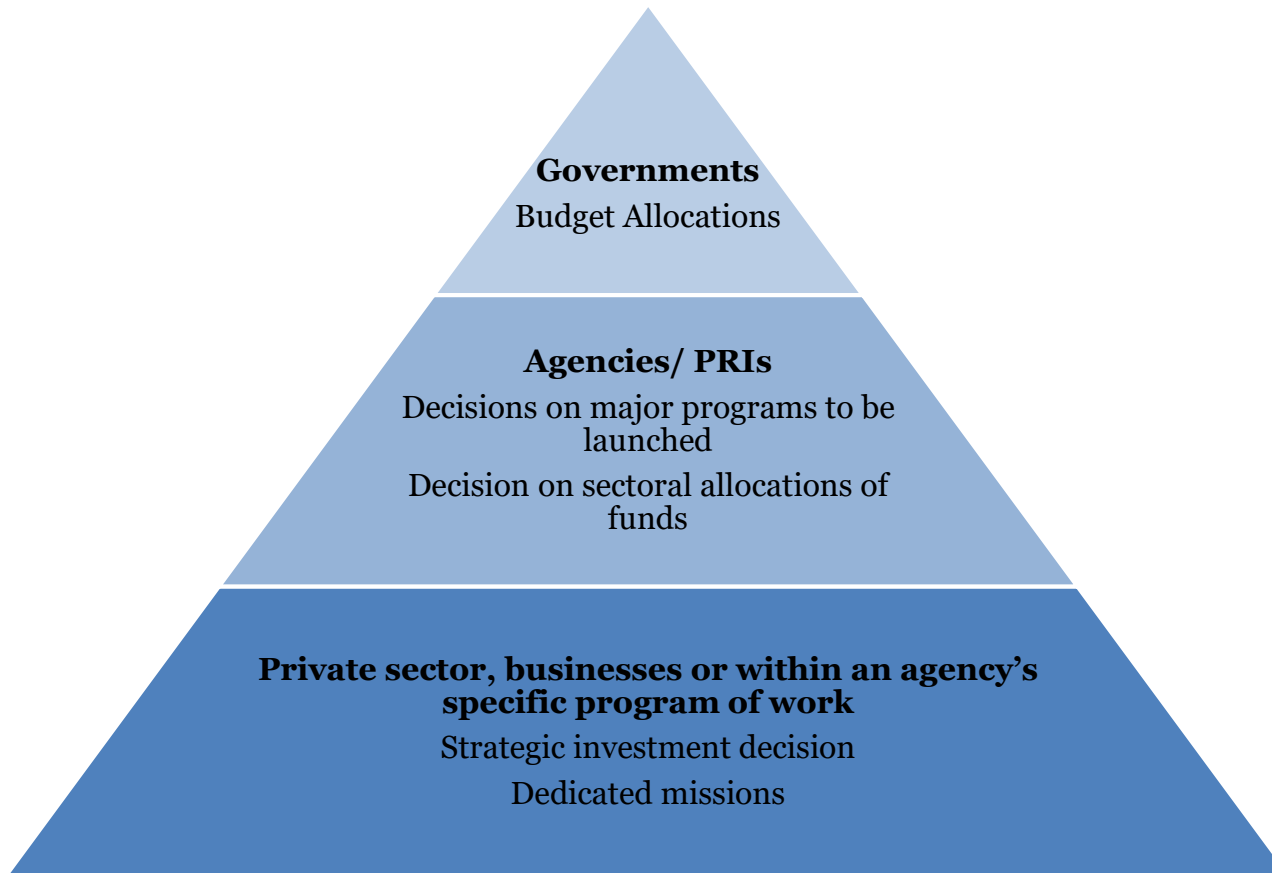 Governments
Budget Allocations
Agencies/ PRIs
Decisions on major programs to be
launched
Decision on sectoral allocations of
funds
Private sector, businesses or within an agency’s
specific program of work
Strategic investment decision
Dedicated missions